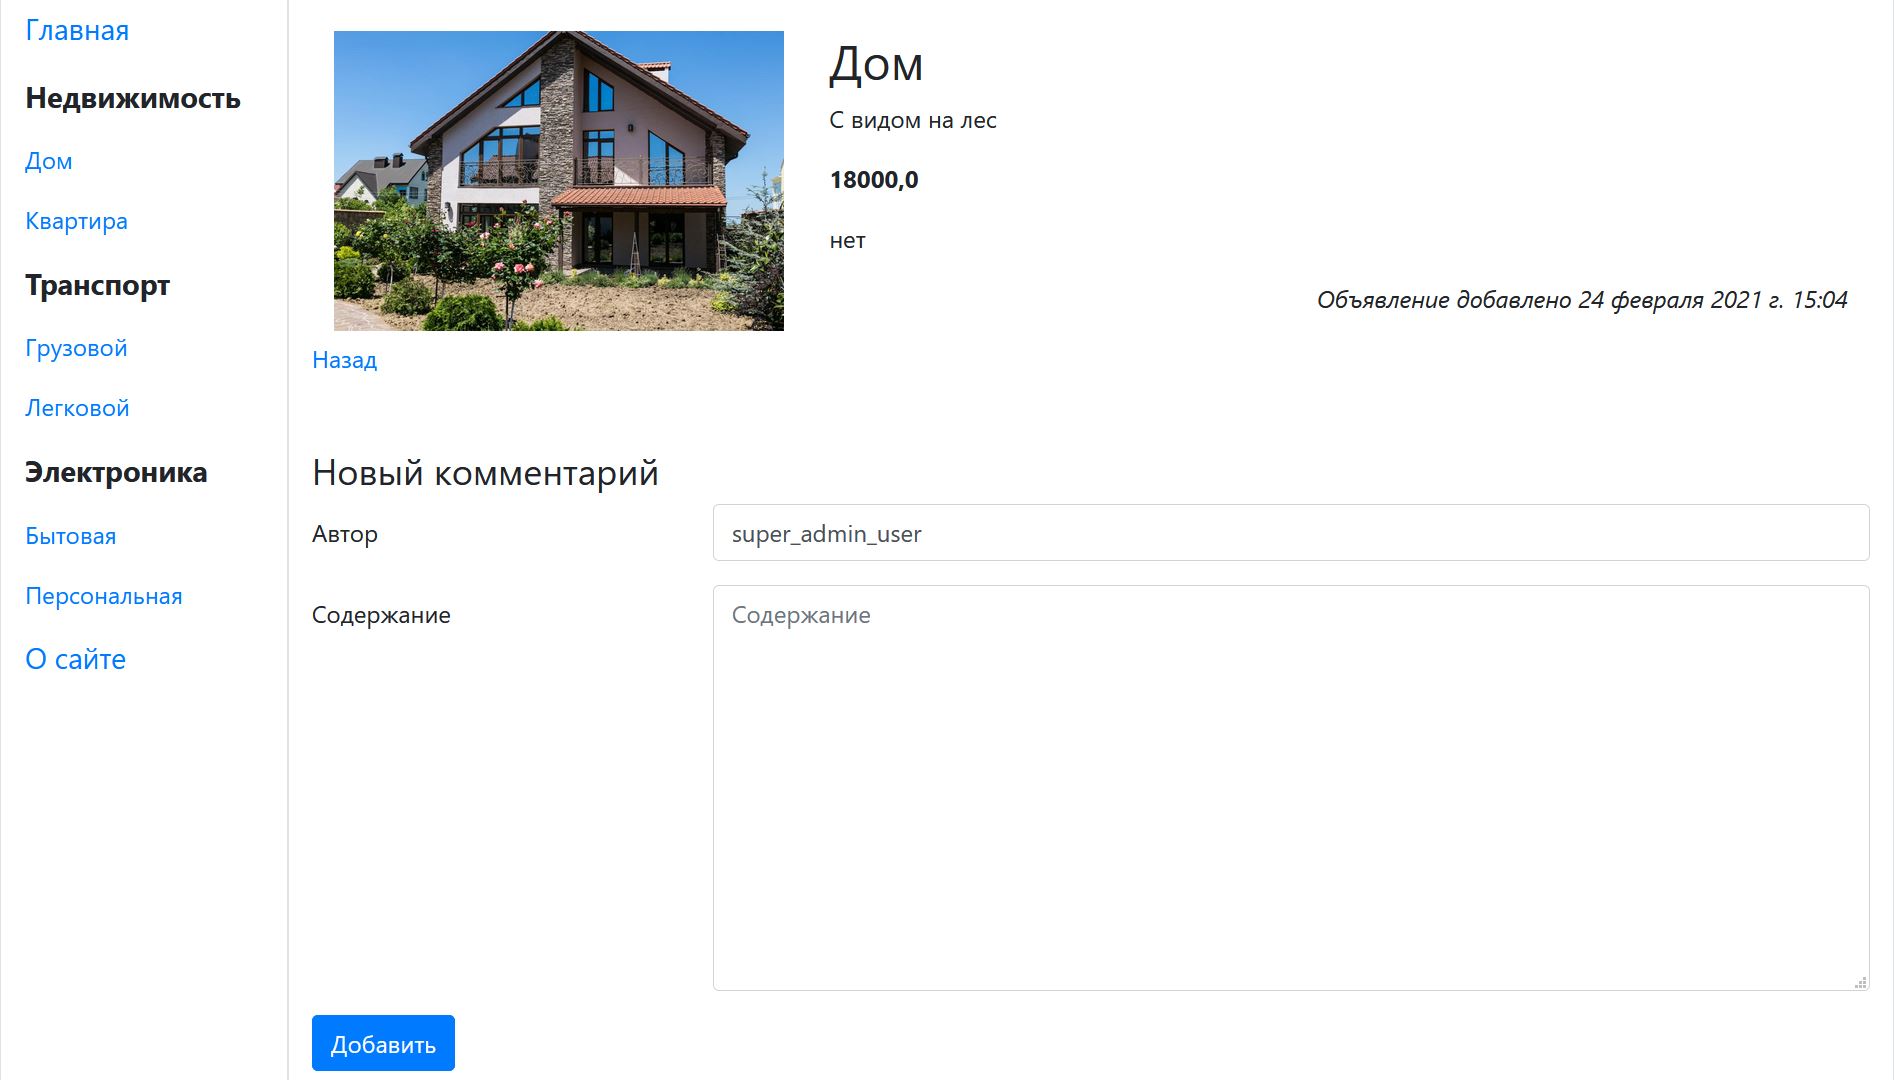 Главная
Недвижимость
Дом
Квартира
Транспорт
Грузовой
Легковой
Электроника
Бытовая
Персональная
О сайте
Дом
С видом на лес
18000,0
нет
Объявление добавлено 24 февраля 2021 г. 15:04
Назад
Новый комментарий
Автор
super_admin_user
Содержание
Содержание
Добавить